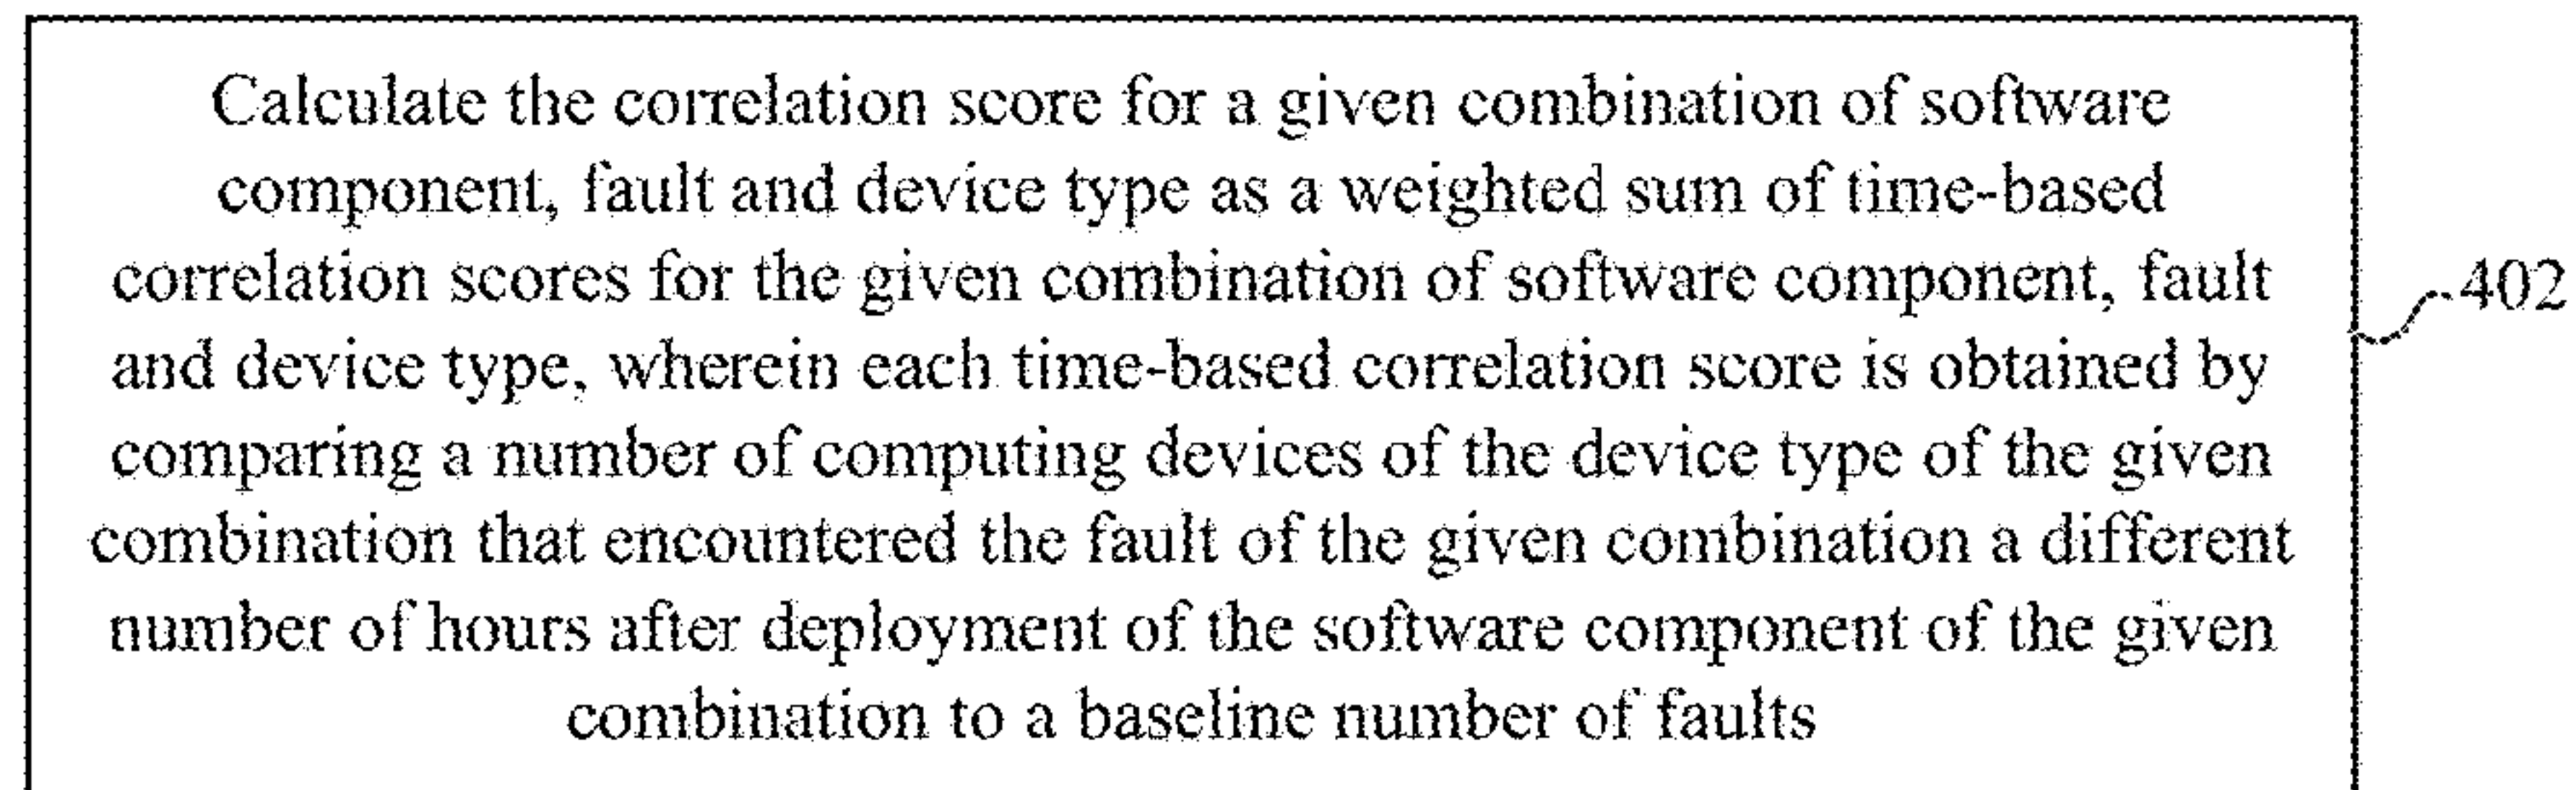 Calculate the correlation score for a given combination of software
component, fault and device type as a weighted sum of time-based
correlation scores for the given combination of software component, fault
and device type, wherein each time-based correlation score is obtained by
comparing a number of computing devices of the device type of the given
combination that encountered the fault of the given combination a different
number of hours after deployment of the software component of the given
combination to a baseline number of faults
402